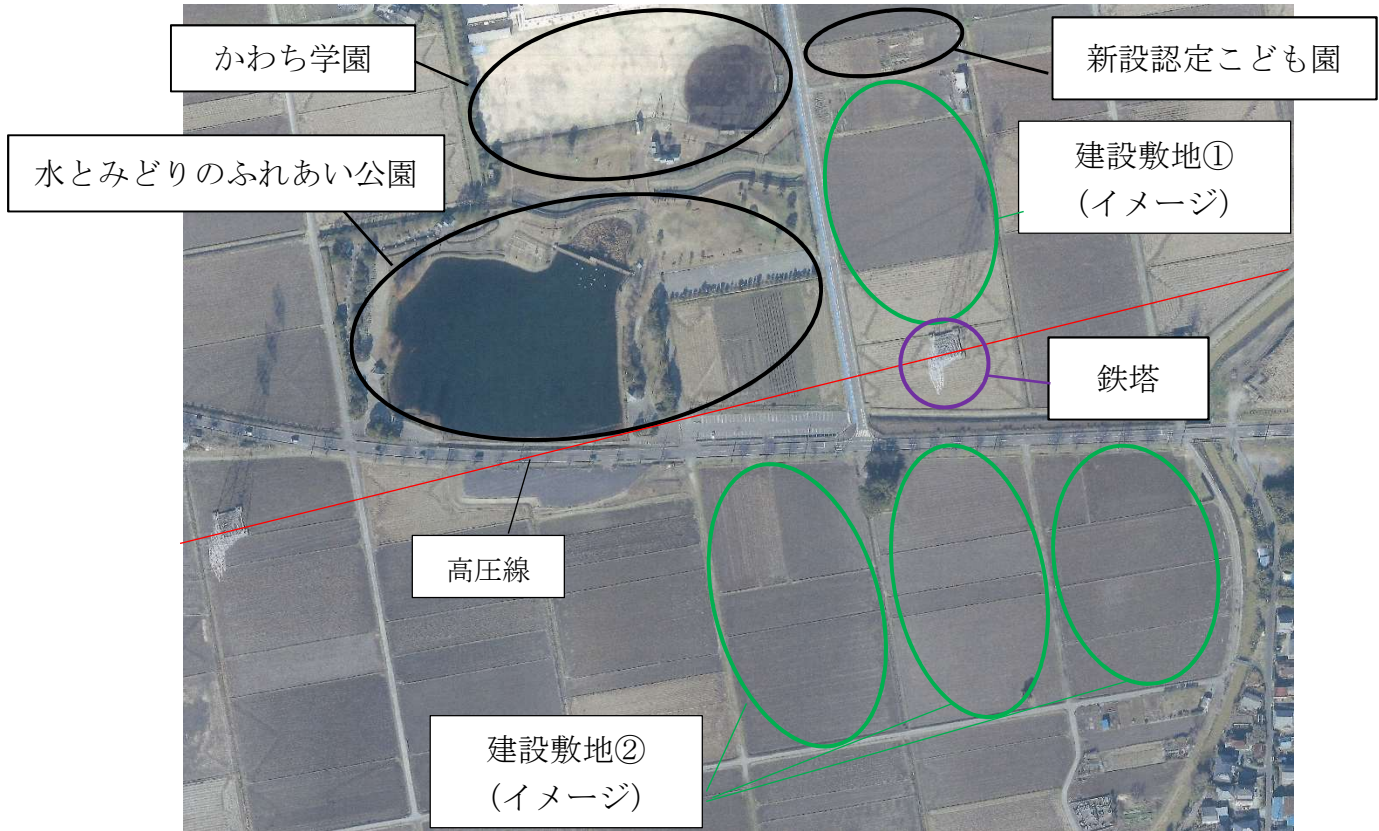 かわち学園
新設認定こども園
建設敷地①
(イメージ)
水とみどりのふれあい公園
鉄塔
高圧線
建設敷地②
(イメージ)